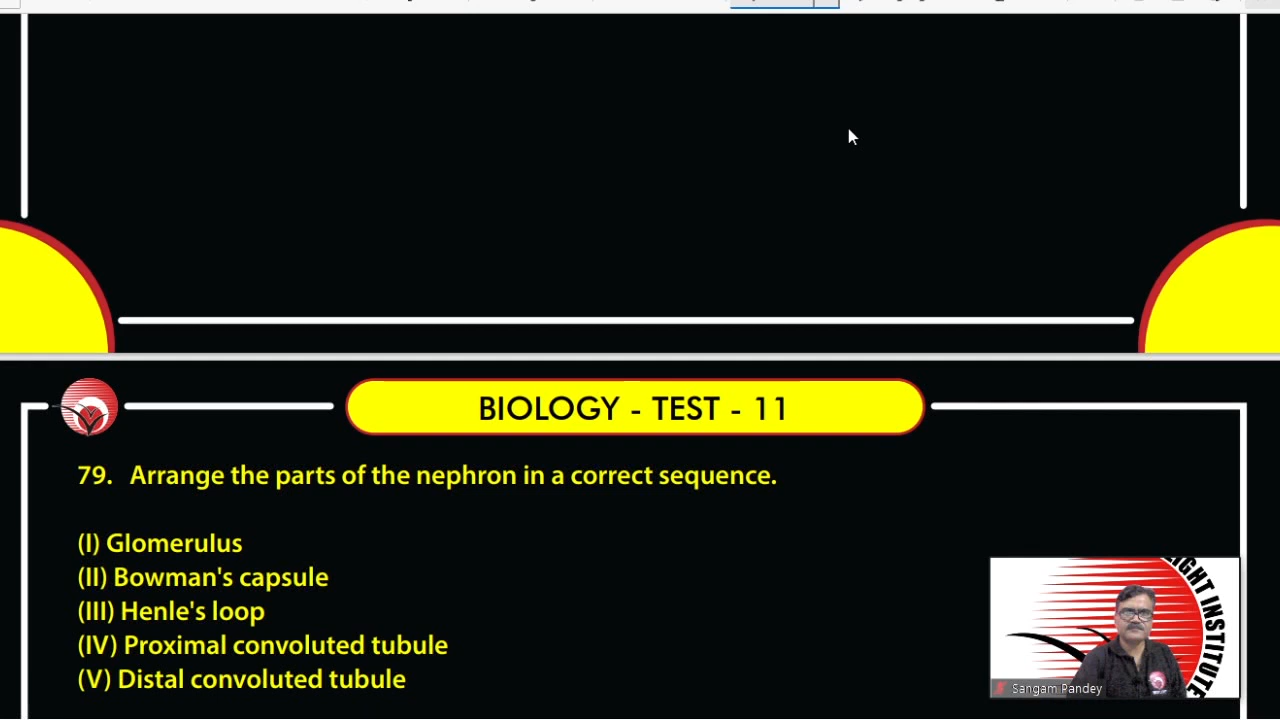 BIOLOGY - TEST - 11
79. Arrange the parts of the nephron in a correct sequence.
(I) Glomerulus
(II) Bowman's capsule
(III) Henle's loop
(IV) Proximal convoluted tubule
(V) Distal convoluted tubule
INSTITUTE
Sangam Pandey